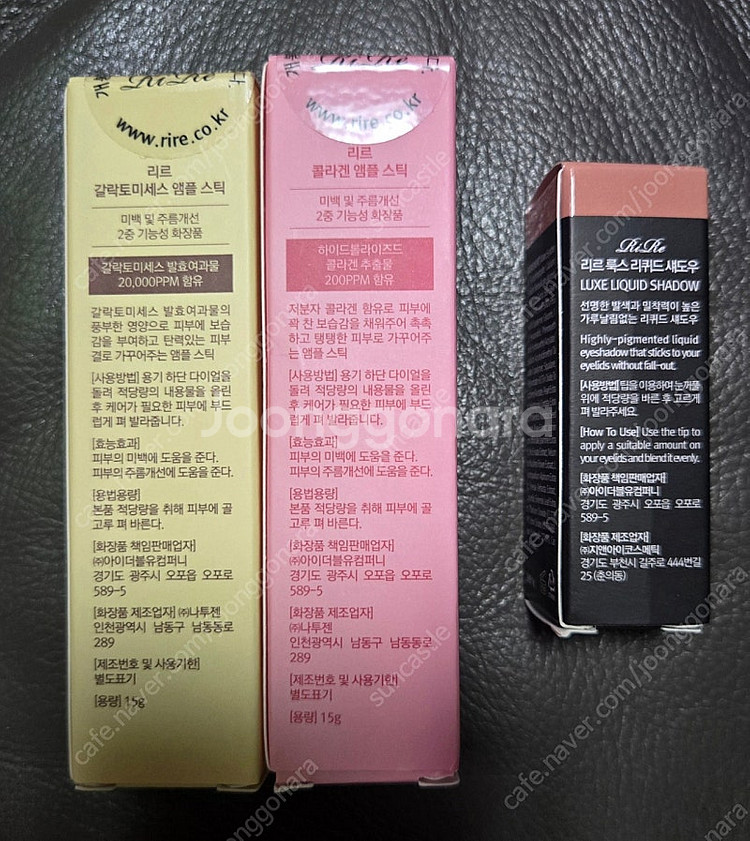 RiRe
www.rire.co.kr
리르
갈락토미세스 앰플 스틱
미백 및 주름개선
2중 기능성 화장품
갈락토미세스 발효여과물
20,000PPM 함유
갈락토미세스 발효여과물의
풍부한 영양으로 피부에 보습
감을 부여하고 탄력있는 피부
결로 가꾸어주는 앰플 스틱
[사용방법] 용기 하단 다이얼을
돌려 적당량의 내용물을 올린
후 케어가 필요한 피부에 부드
럽게 펴 발라줍니다.
[효능효과]
피부의 미백에 도움을 준다.
피부의 주름개선에 도움을 준다.
[용법용량]
본품 적당량을 취해 피부에 골
고루 펴 바른다.
[화장품 책임판매업자]
㈜아이더블유컴퍼니
경기도 광주시 오포읍 오포로
589-5
[화장품 제조업자] ㈜나투젠
인천광역시 남동구 남동동로
289
[제조번호 및 사용기한]
별도표기
[용량] 15g
RiRe
www.rire.co.kr
리르
콜라겐 앰플 스틱
미백 및 주름개선
2중 기능성 화장품
하이드롤라이즈드
콜라겐 추출물
200PPM 함유
저분자 콜라겐 함유로 피부에
꽉 찬 보습감을 채워주어 촉촉
하고 탱탱한 피부로 가꾸어주
는 앰플 스틱
[사용방법] 용기 하단 다이얼을
돌려 적당량의 내용물을 올린
후 케어가 필요한 피부에 부드
럽게 펴 발라줍니다.
[효능효과]
피부의 미백에 도움을 준다.
피부의 주름개선에 도움을 준다.
[용법용량]
본품 적당량을 취해 피부에 골
고루 펴 바른다.
[화장품 책임판매업자]
㈜아이더블유컴퍼니
경기도 광주시 오포읍 오포로
589-5
[화장품 제조업자]
㈜나투젠
인천광역시 남동구 남동동로
289
[제조번호 및 사용기한]
별도표기
[용량] 15g
RiRe
리르 룩스 리퀴드 섀도우
LUXE LIQUID SHADOW
선명한 발색과 밀착력이 높은
가루날림없는 리퀴드 섀도우
Highly-pigmented liquid
eyeshadow that sticks to your
eyelids without fall-out.
[사용방법] 팁을 이용하여 눈꺼풀
위에 적당량을 바른 후 고르게
펴 발라주세요.
[How To Use] Use the tip to
apply a suitable amount on
your eyelids and blend it evenly.
[화장품 책임판매업자]
㈜아이더블유컴퍼니
경기도 광주시 오포읍 오포로
589-5
[화장품 제조업자]
㈜지앤아이코스메틱
경기도 부천시 길주로 444번길
25 (춘의동)
Joonggonara
cafe.naver.com/joonggonara